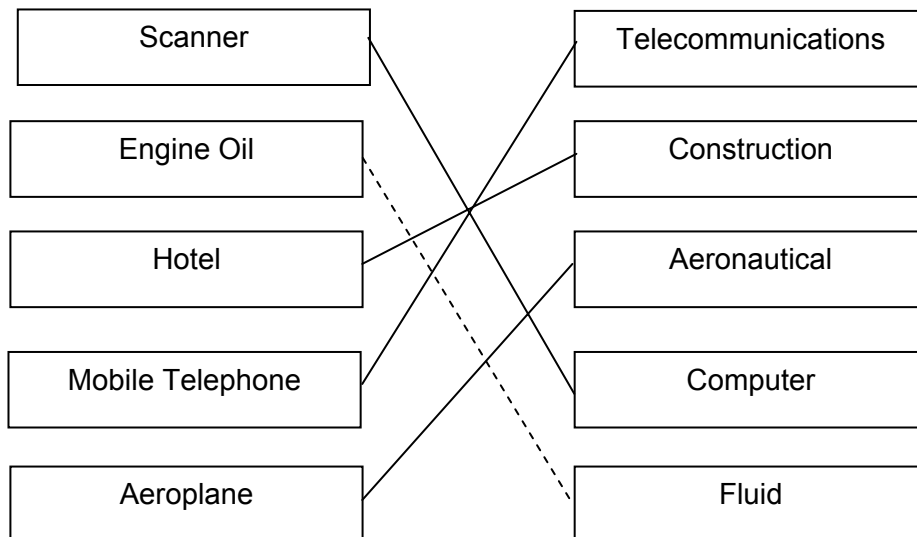 Scanner
Telecommunications
Engine Oil
Construction
Hotel
Aeronautical
Mobile Telephone
Computer
Aeroplane
Fluid